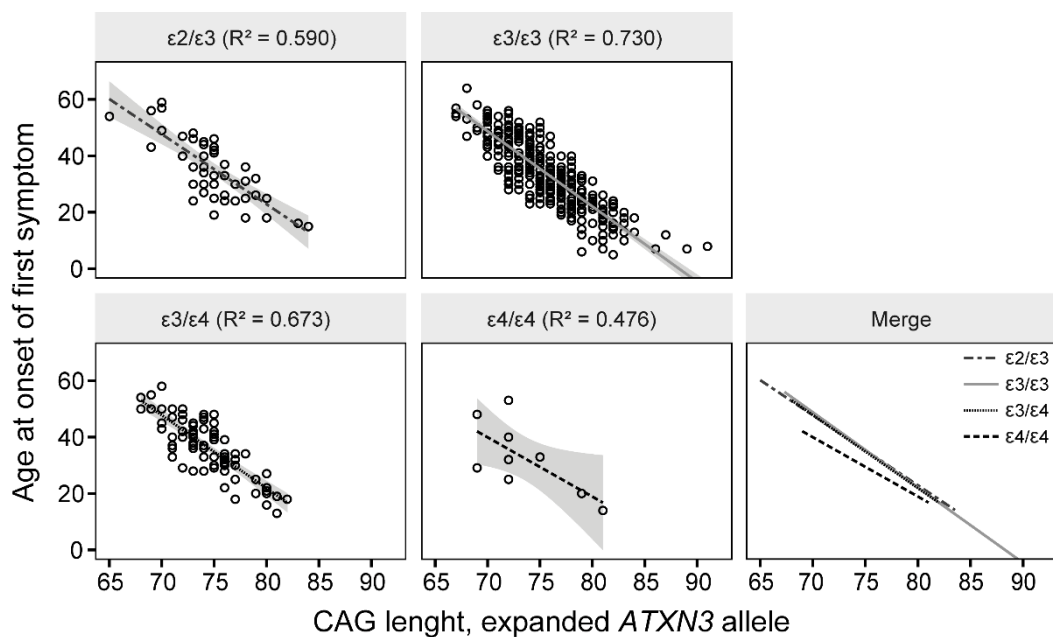 ε2/ε3 (R² = 0.590)
ε3/ε3 (R² = 0.730)
60
40
20
0
ε3/ε4 (R² = 0.673)
ε4/ε4 (R² = 0.476)
Merge
60
40
20
0
ε2/ε3
ε3/ε3
ε3/ε4
ε4/ε4
65 70 75 80 85 90
65 70 75 80 85 90
65 70 75 80 85 90
Age at onset of first symptom
CAG lenght, expanded ATXN3 allele